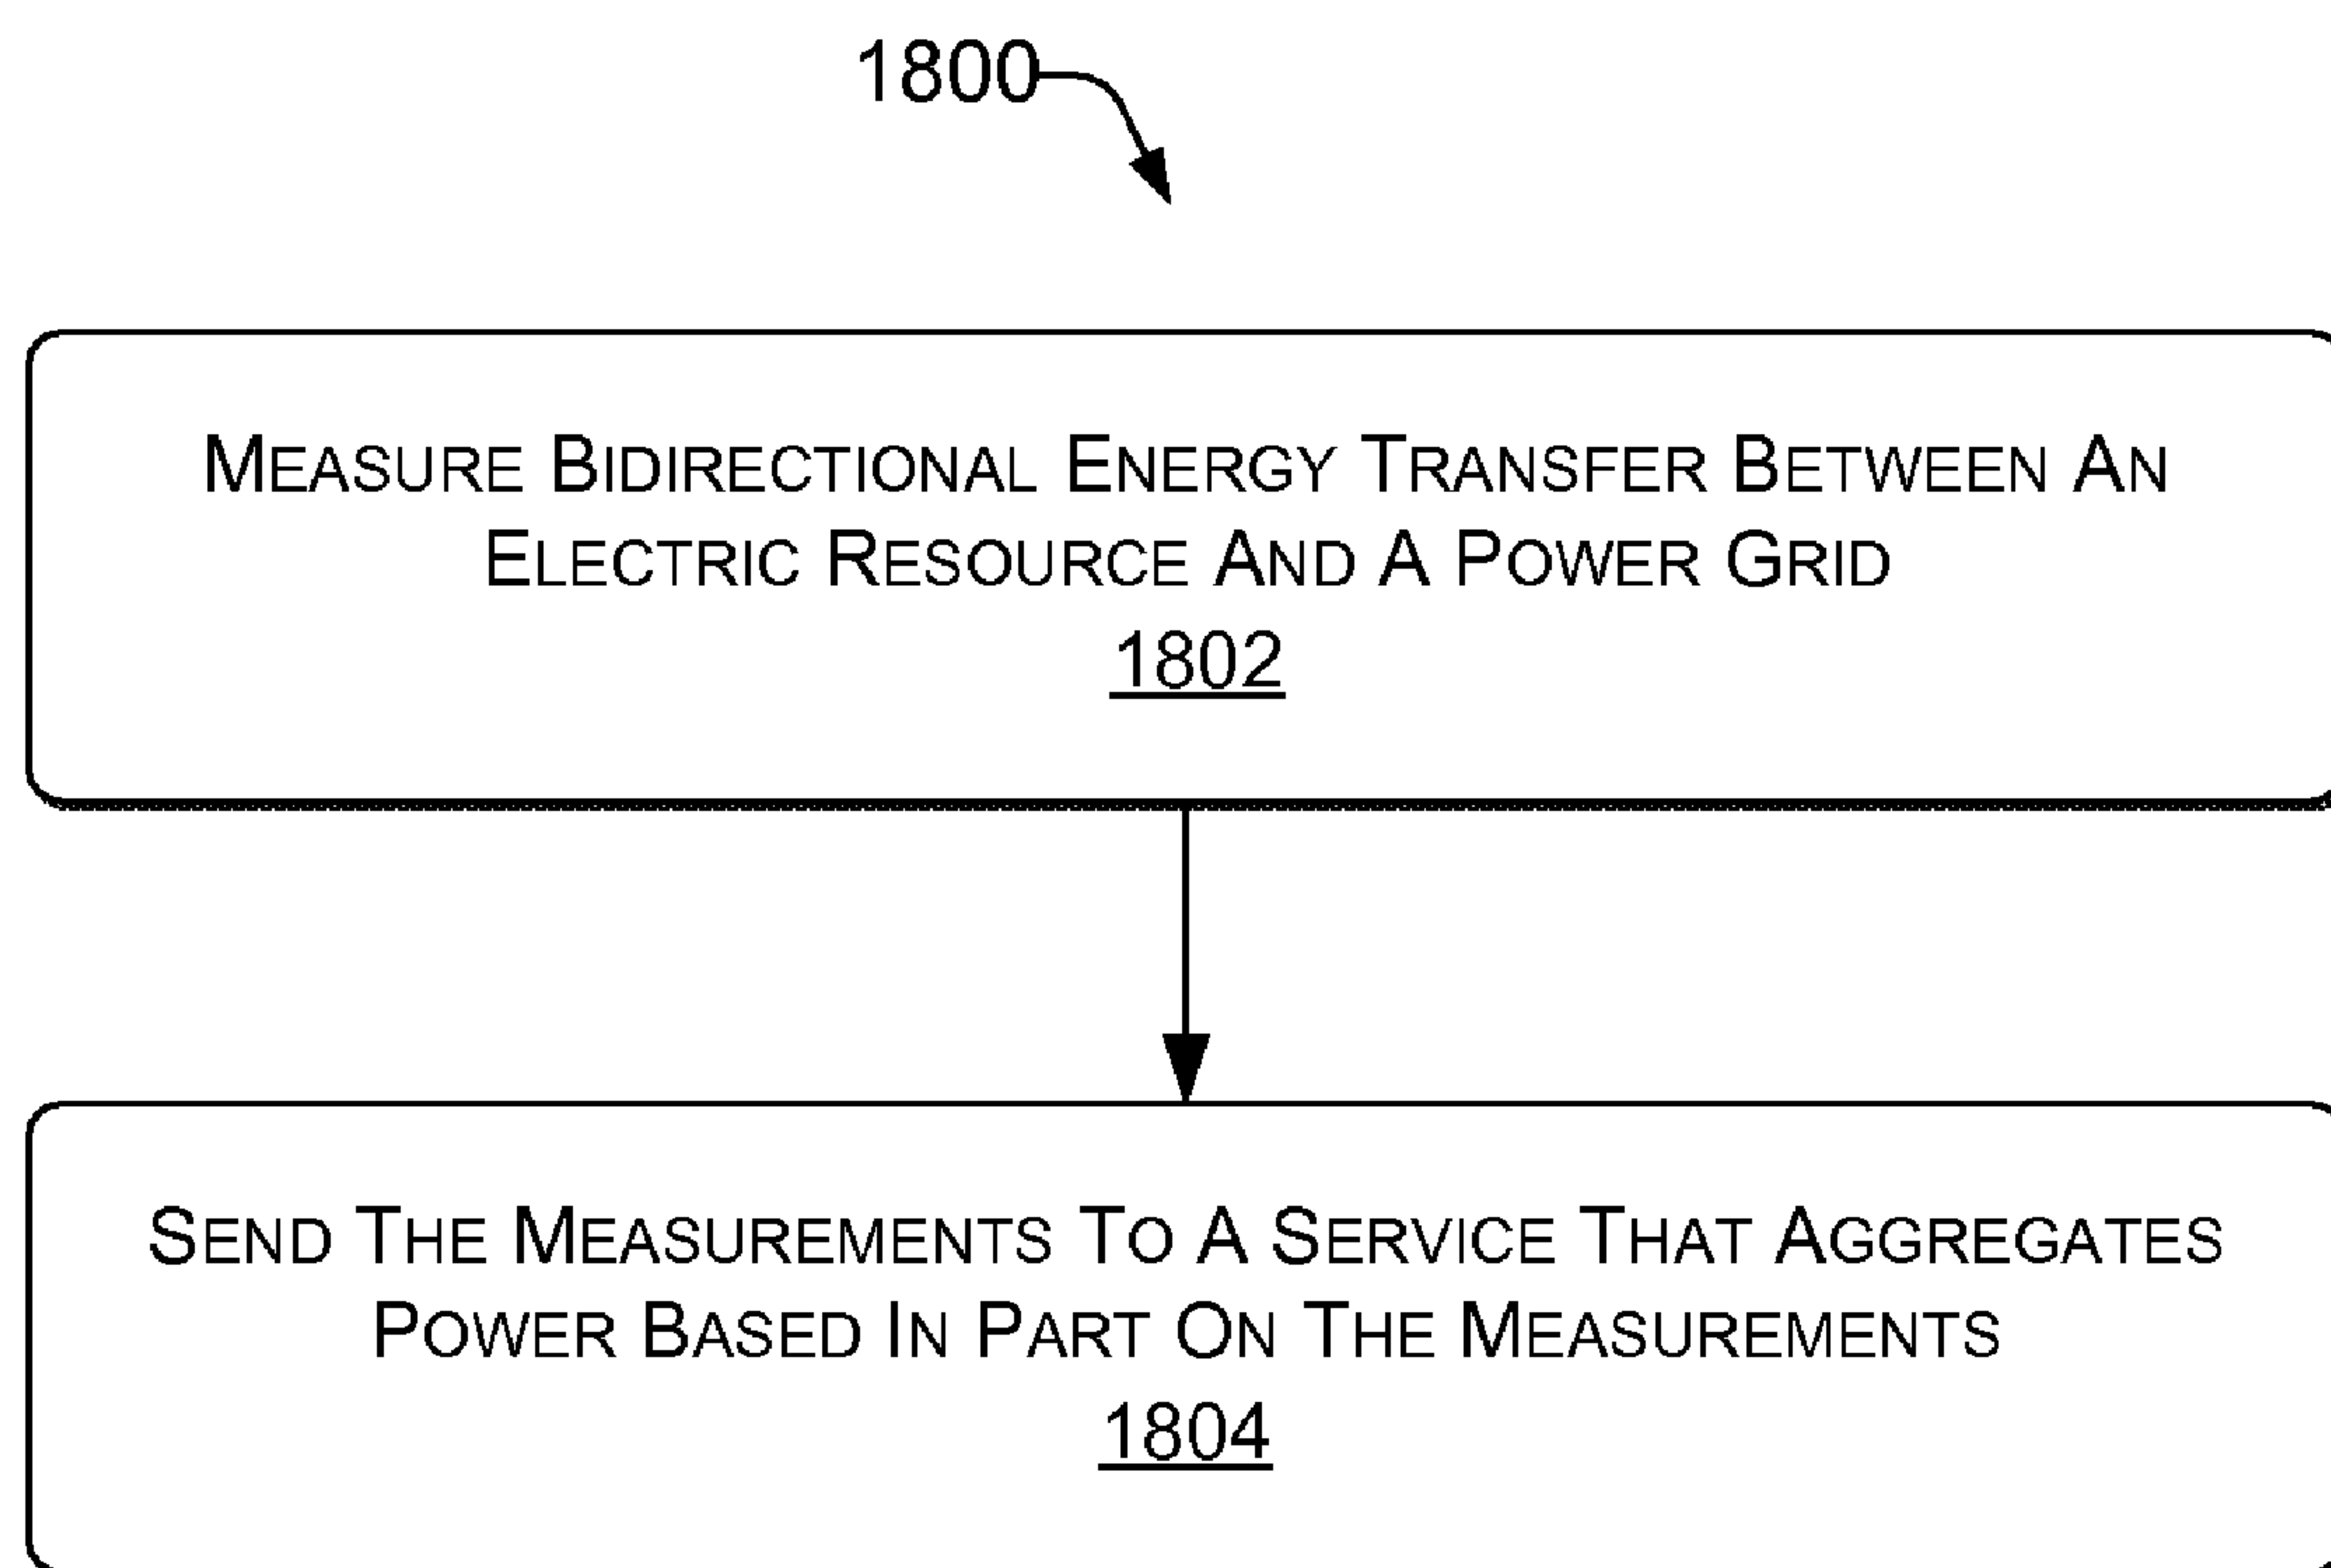 1800
MEASURE BIDIRECTIONAL ENERGY TRANSFER BETWEEN AN
ELECTRIC RESOURCE AND A POWER GRID
1802
SEND THE MEASUREMENTS TO A SERVICE THAT AGGREGATES
POWER BASED IN PART ON THE MEASUREMENTS
1804